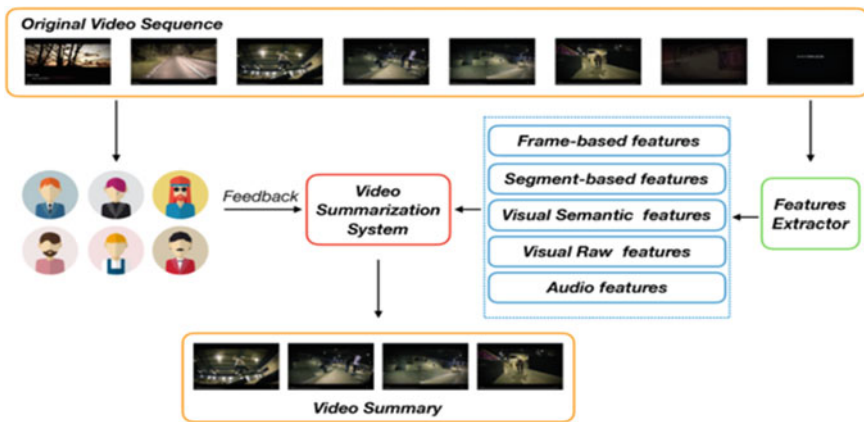 Original Video Sequence
Frame-based features
Segment-based features
Visual Semantic features
Visual Raw features
Audio features
Feedback
Video
Summarization
System
Features
Extractor
Video Summary